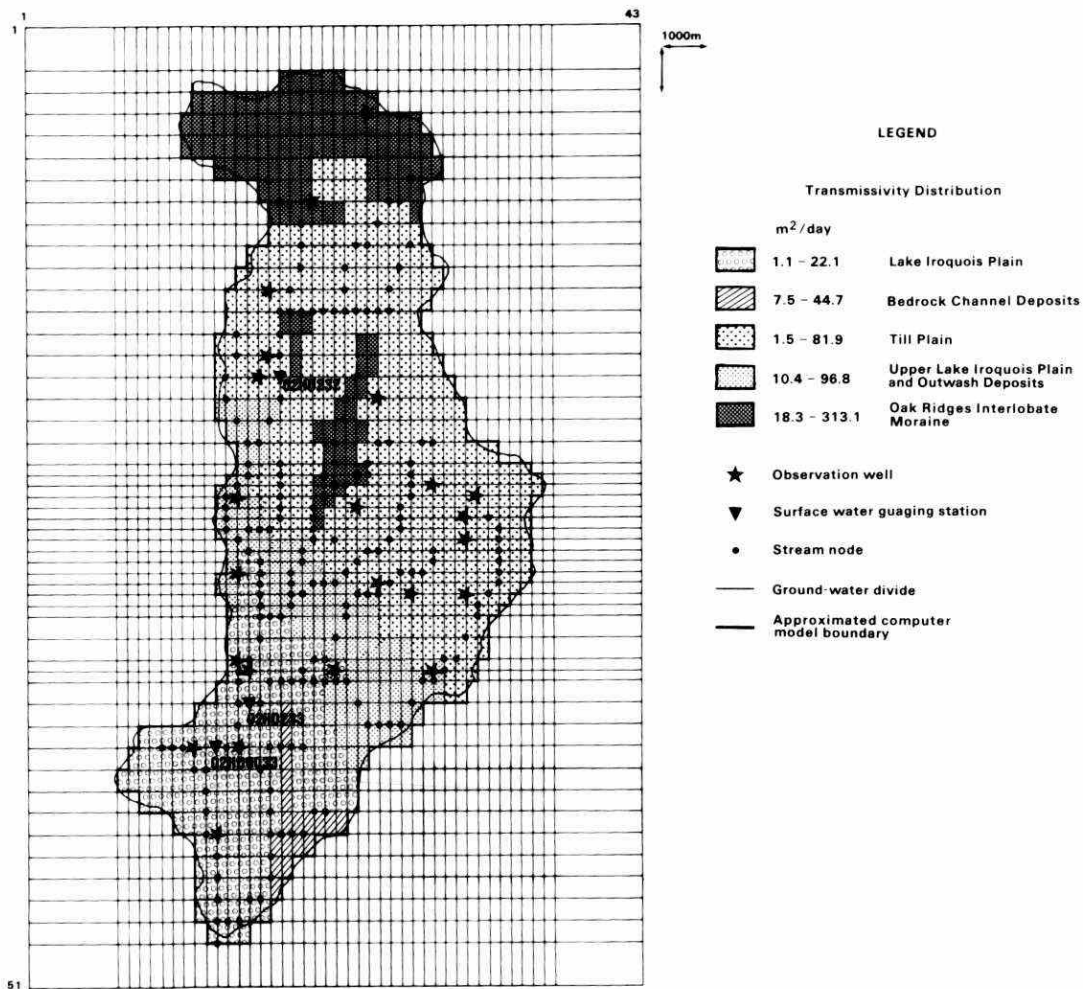 1
43
1
1000m
LEGEND
Transmissivity Distribution
m²/day
1.1 – 22.1 Lake Iroquois Plain
7.5 – 44.7 Bedrock Channel Deposits
1.5 – 81.9 Till Plain
10.4 – 96.8 Upper Lake Iroquois Plain
and Outwash Deposits
18.3 – 313.1 Oak Ridges Interlobate
Moraine
Observation well
Surface water guaging station
Stream node
Ground-water divide
Approximated computer
model boundary
51